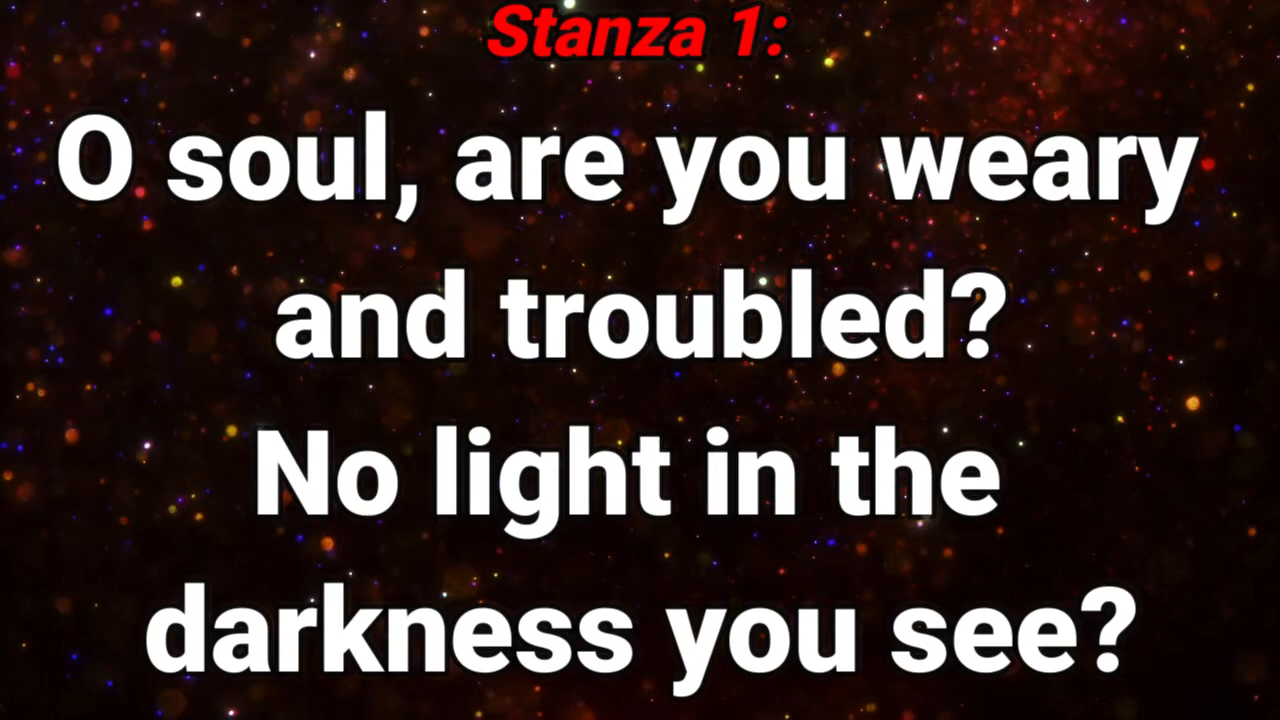 Stanza 1:
O soul, are you weary
and troubled?
No light in the
darkness you see?